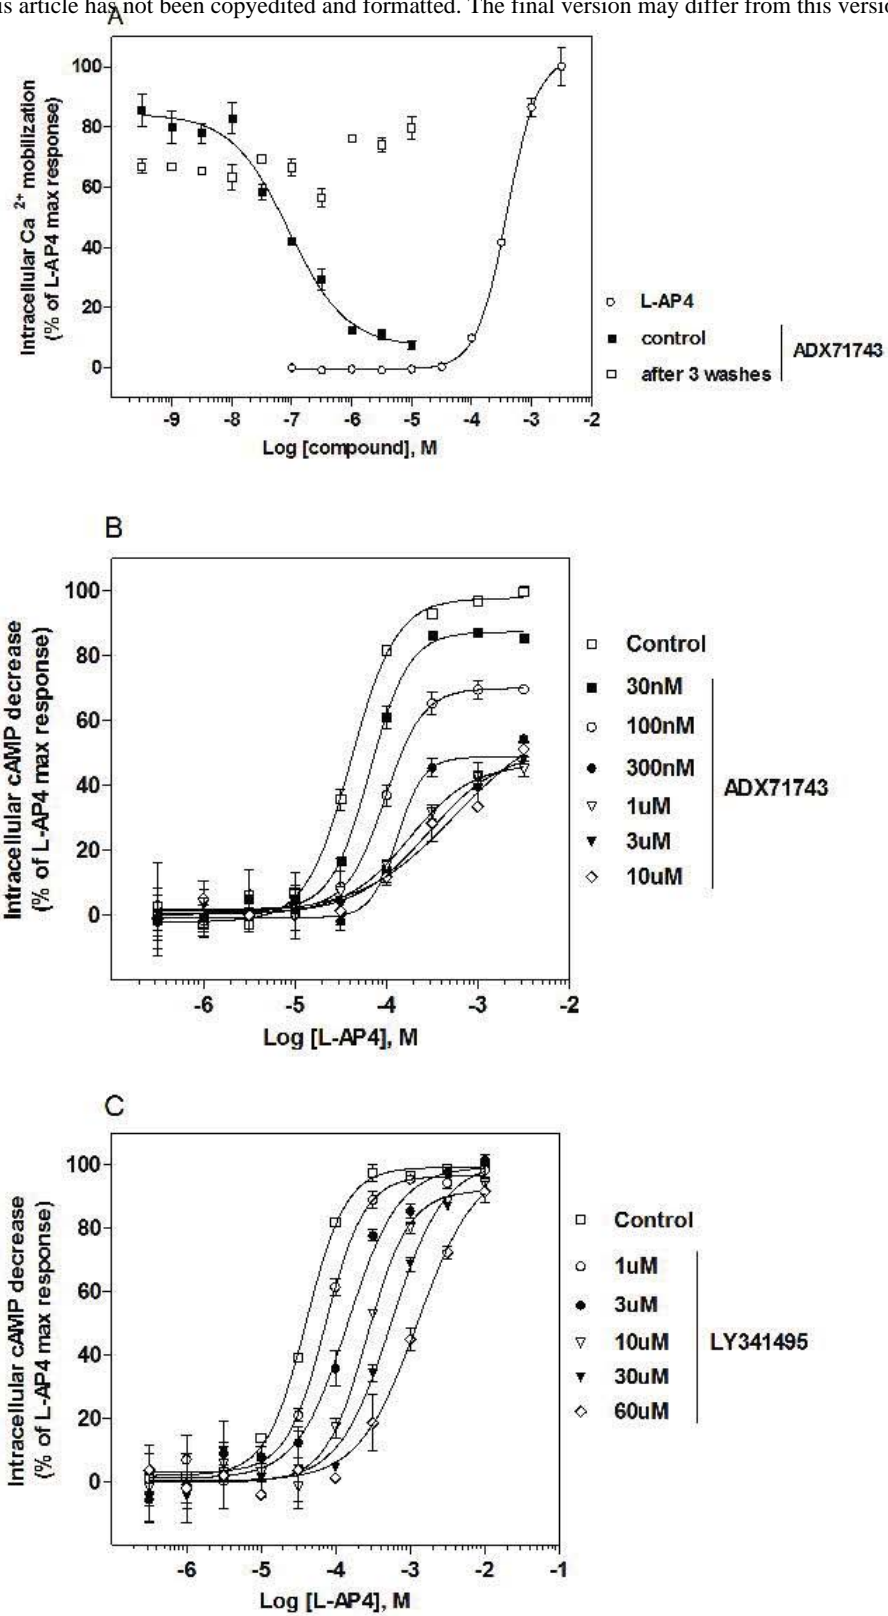 is article has not been copyedited and formatted. The final version may differ from this versio
A
Intracellular Ca 2+ mobilization
(% of L-AP4 max response)
100
80
60
40
20
0
-9 -8 -7 -6 -5 -4 -3 -2
Log [compound], M
L-AP4
control
after 3 washes
ADX71743
B
Intracellular cAMP decrease
(% of L-AP4 max response)
100
80
60
40
20
0
-6 -5 -4 -3 -2
Log [L-AP4], M
Control
30nM
100nM
300nM
1uM
3uM
10uM
ADX71743
C
Intracellular cAMP decrease
(% of L-AP4 max response)
100
80
60
40
20
0
-6 -5 -4 -3 -2 -1
Log [L-AP4], M
Control
1uM
3uM
10uM
30uM
60uM
LY341495